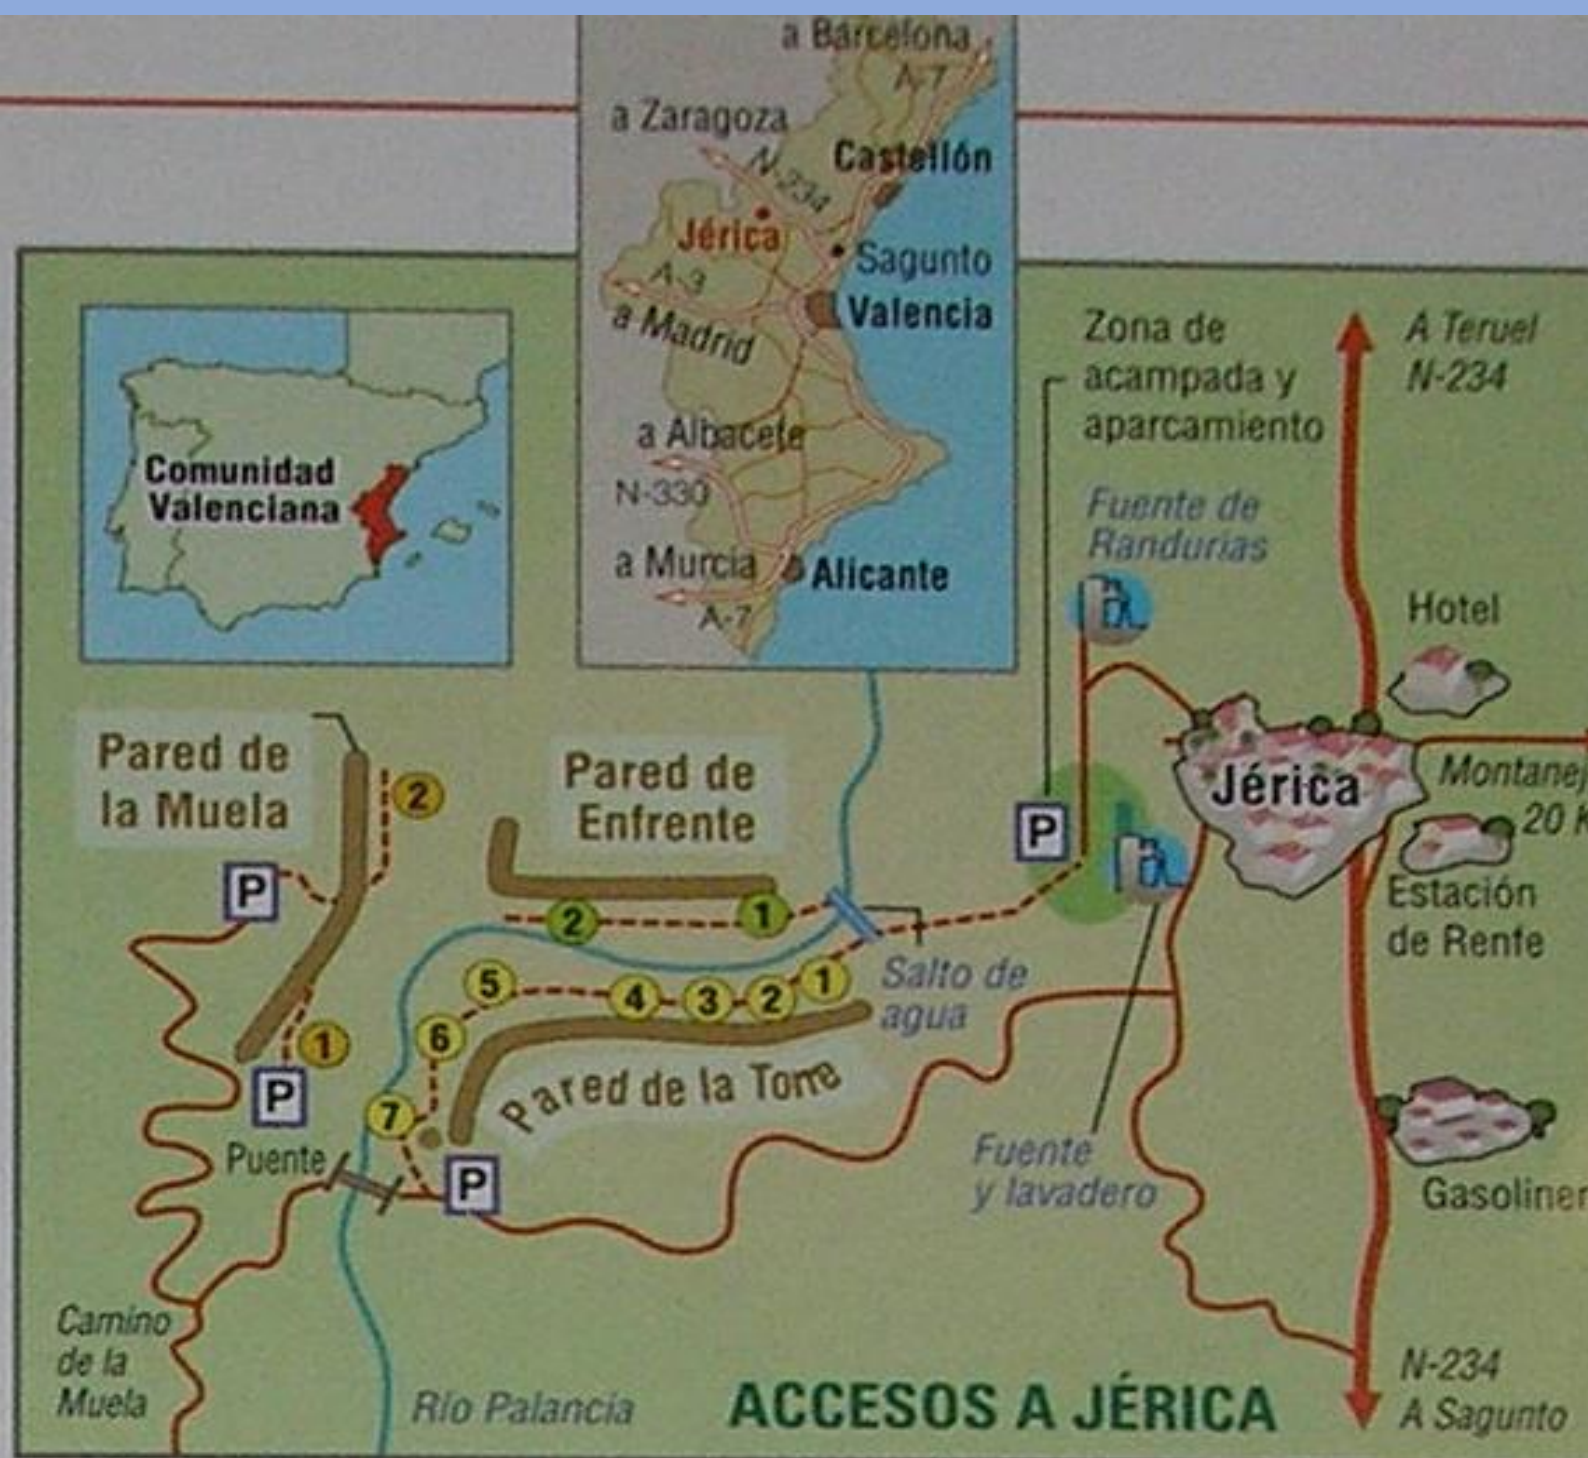 a Barcelona
A-7
a Zaragoza
N-234
Castellón
Jérica
Sagunto
A-3
a Madrid
Valencia
a Albacete
N-330
a Murcia
Alicante
A-7
Comunidad
Valenciana
Zona de
acampada y
aparcamiento
A Teruel
N-234
Fuente de
Randurias
Hotel
Pared de
la Muela
2
Pared de
Enfrente
P
Jérica
Montanej
20 K
Estación
de Renfe
P
2
1
5
4
3
2
1
Salto de
agua
6
1
P
Pared de la Torre
7
Puente
P
Fuente
y lavadero
Gasoliner
Camino
de la
Muela
Río Palancia
ACCESOS A JÉRICA
N-234
A Sagunto